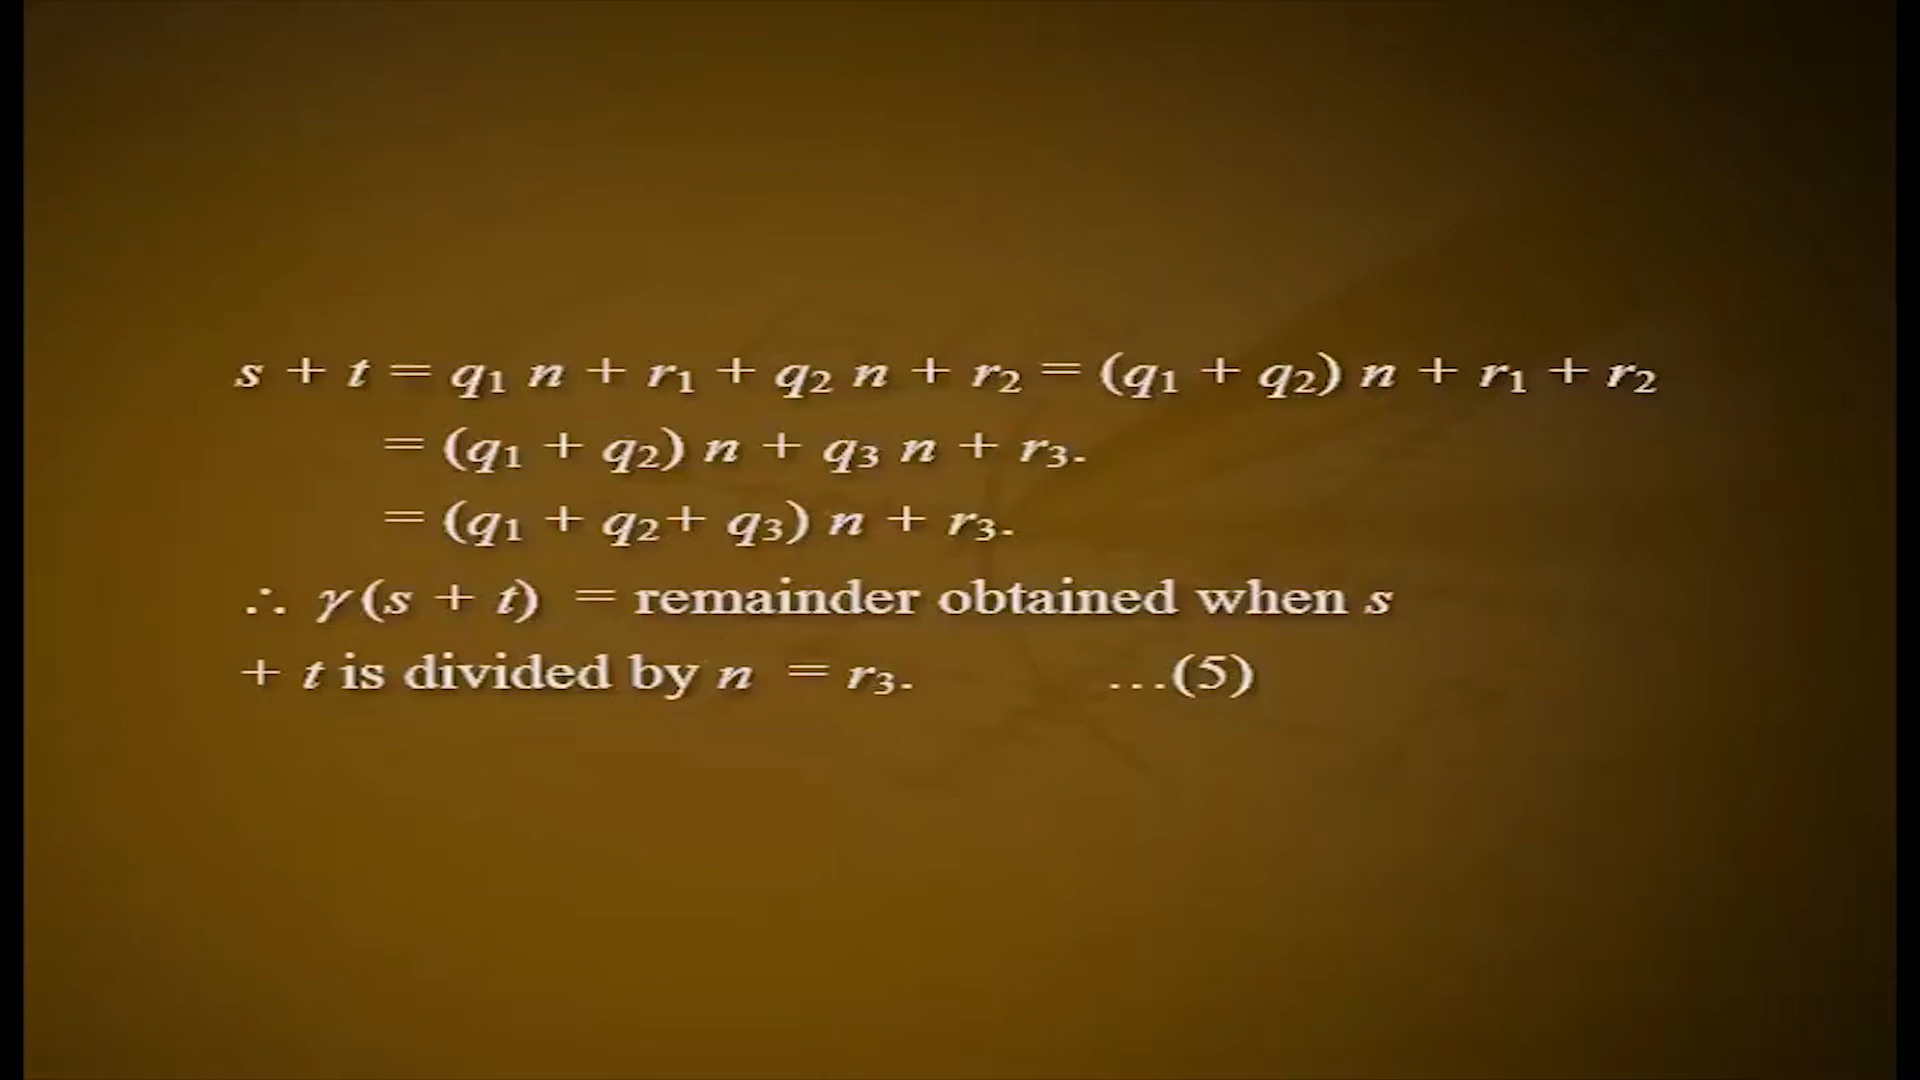 s + t = q₁ n + r₁ + q₂ n + r₂ = (q₁ + q₂) n + r₁ + r₂
= (q₁ + q₂) n + q₃ n + r₃.
= (q₁ + q₂+ q₃) n + r₃.
∴ γ (s + t) = remainder obtained when s
+ t is divided by n = r₃. ...(5)